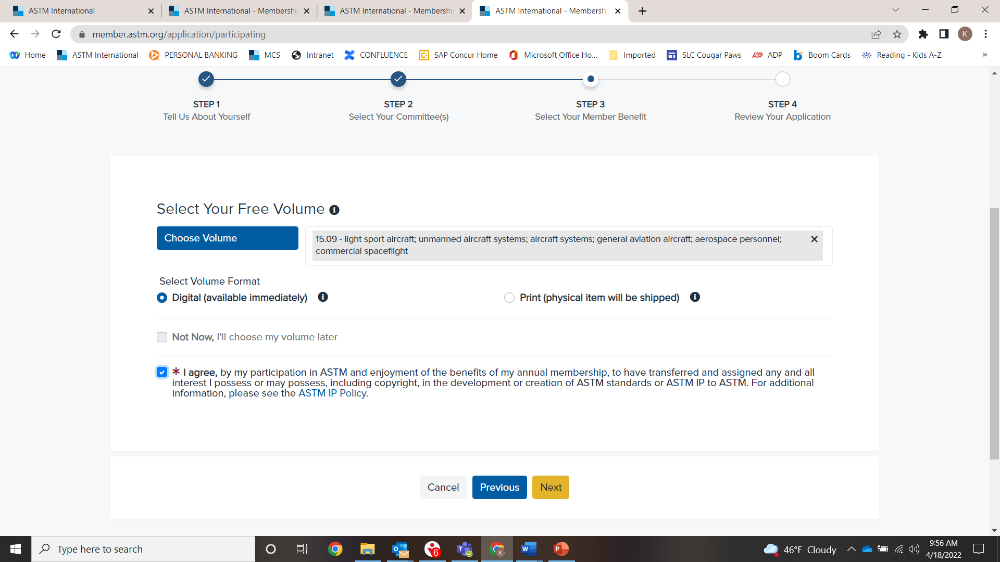 ASTM International
ASTM International - Membershi
ASTM International - Membershi
ASTM International - Membershi
member.astm.org/application/participating
K
Home
ASTM International
PERSONAL BANKING
MCS
Intranet
CONFLUENCE
SAP Concur Home
Microsoft Office Ho...
Imported
SLC Cougar Paws
ADP
Boom Cards
Reading - Kids A-Z
»
STEP 1
Tell Us About Yourself
STEP 2
Select Your Committee(s)
STEP 3
Select Your Member Benefit
STEP 4
Review Your Application
Select Your Free Volume
Choose Volume
15.09 - light sport aircraft; unmanned aircraft systems; aircraft systems; general aviation aircraft; aerospace personnel;
commercial spaceflight
Select Volume Format
Digital (available immediately)
Print (physical item will be shipped)
Not Now, I'll choose my volume later
* I agree, by my participation in ASTM and enjoyment of the benefits of my annual membership, to have transferred and assigned any and all
interest I possess or may possess, including copyright, in the development or creation of ASTM standards or ASTM IP to ASTM. For additional
information, please see the ASTM IP Policy.
Cancel
Previous
Next
Type here to search
6
46°F Cloudy
9:56 AM
4/18/2022